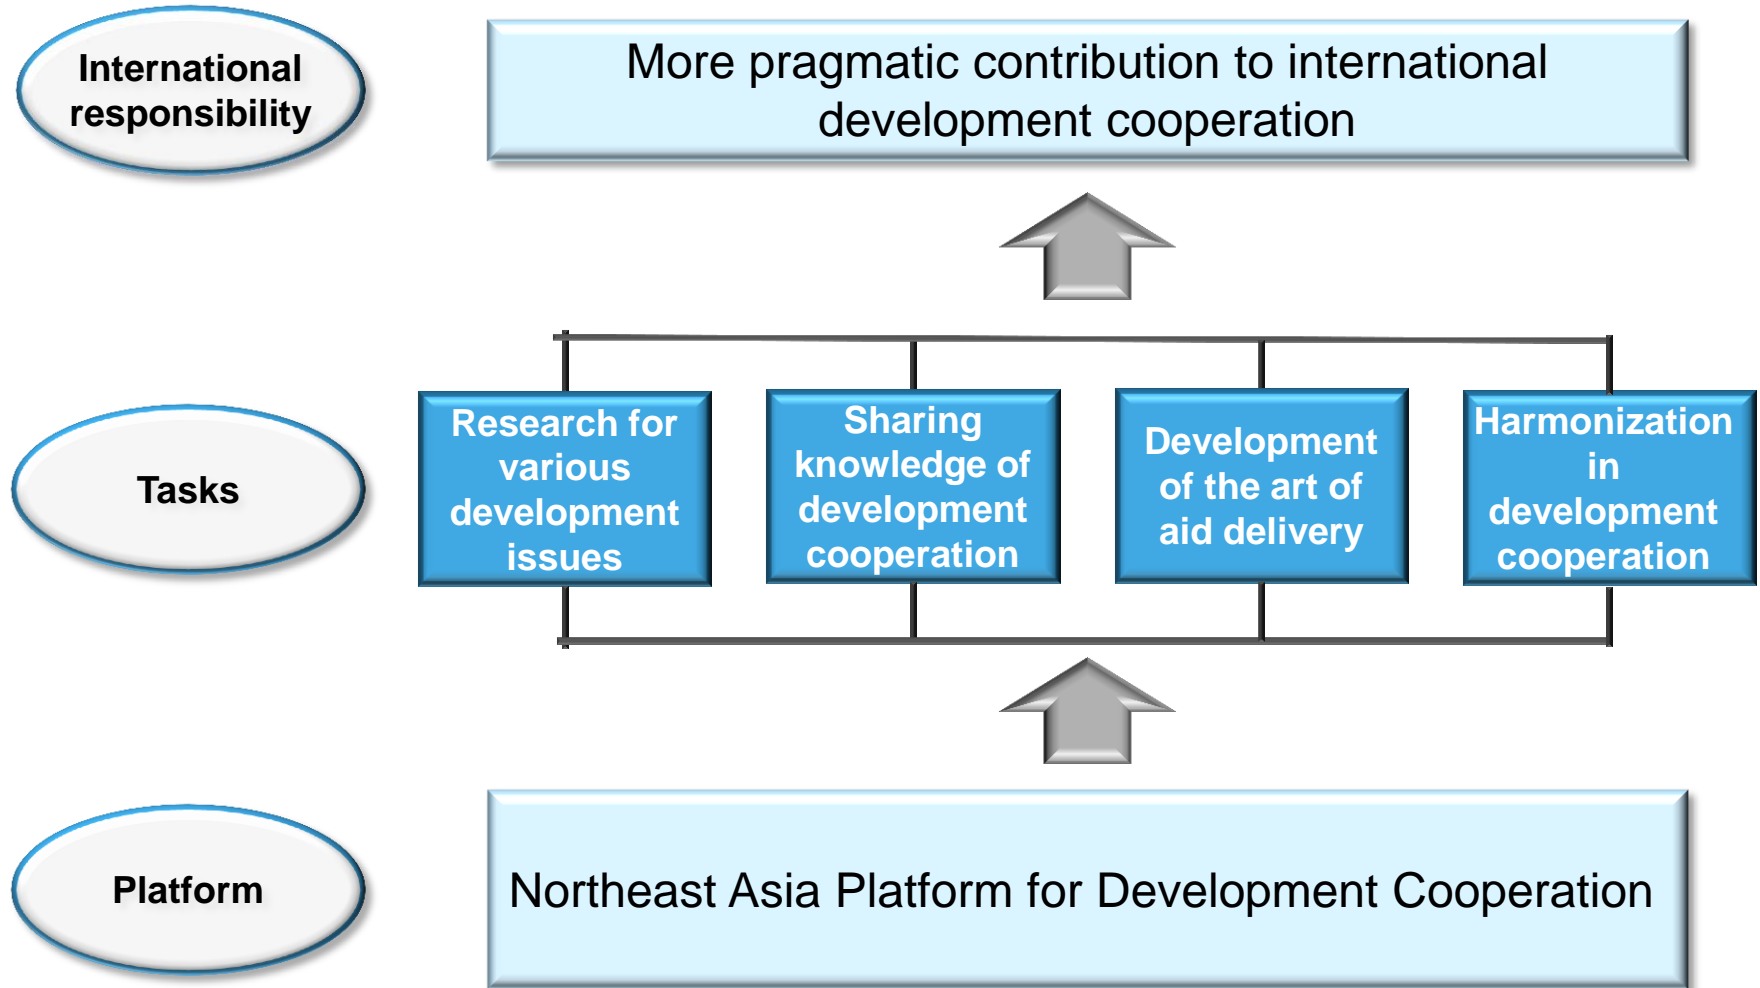 International
responsibility
More pragmatic contribution to international
development cooperation
Tasks
Research for
various
development
issues
Sharing
knowledge of
development
cooperation
Development
of the art of
aid delivery
Harmonization
in
development
cooperation
Platform
Northeast Asia Platform for Development Cooperation